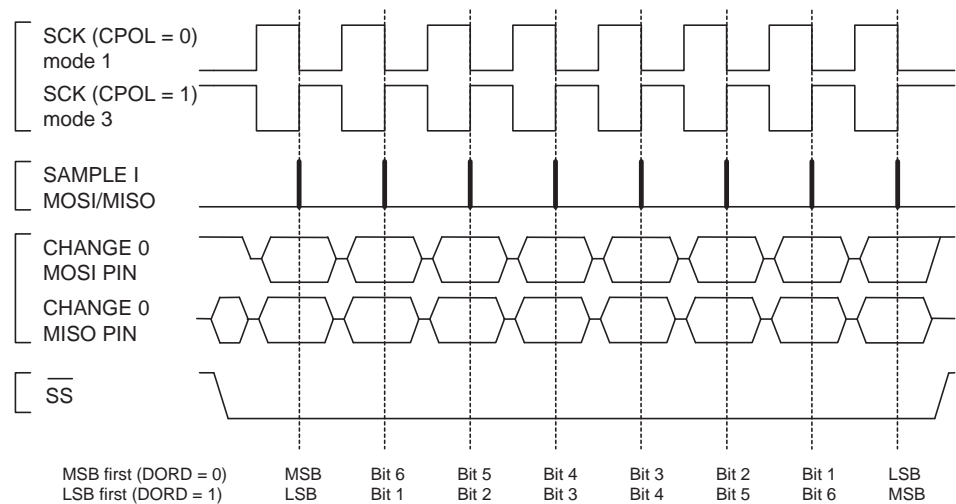 SCK (CPOL = 0)
mode 1
SCK (CPOL = 1)
mode 3
SAMPLE I
MOSI/MISO
CHANGE 0
MOSI PIN
CHANGE 0
MISO PIN
SS
MSB first (DORD = 0) MSB Bit 6 Bit 5 Bit 4 Bit 3 Bit 2 Bit 1 LSB
LSB first (DORD = 1) LSB Bit 1 Bit 2 Bit 3 Bit 4 Bit 5 Bit 6 MSB